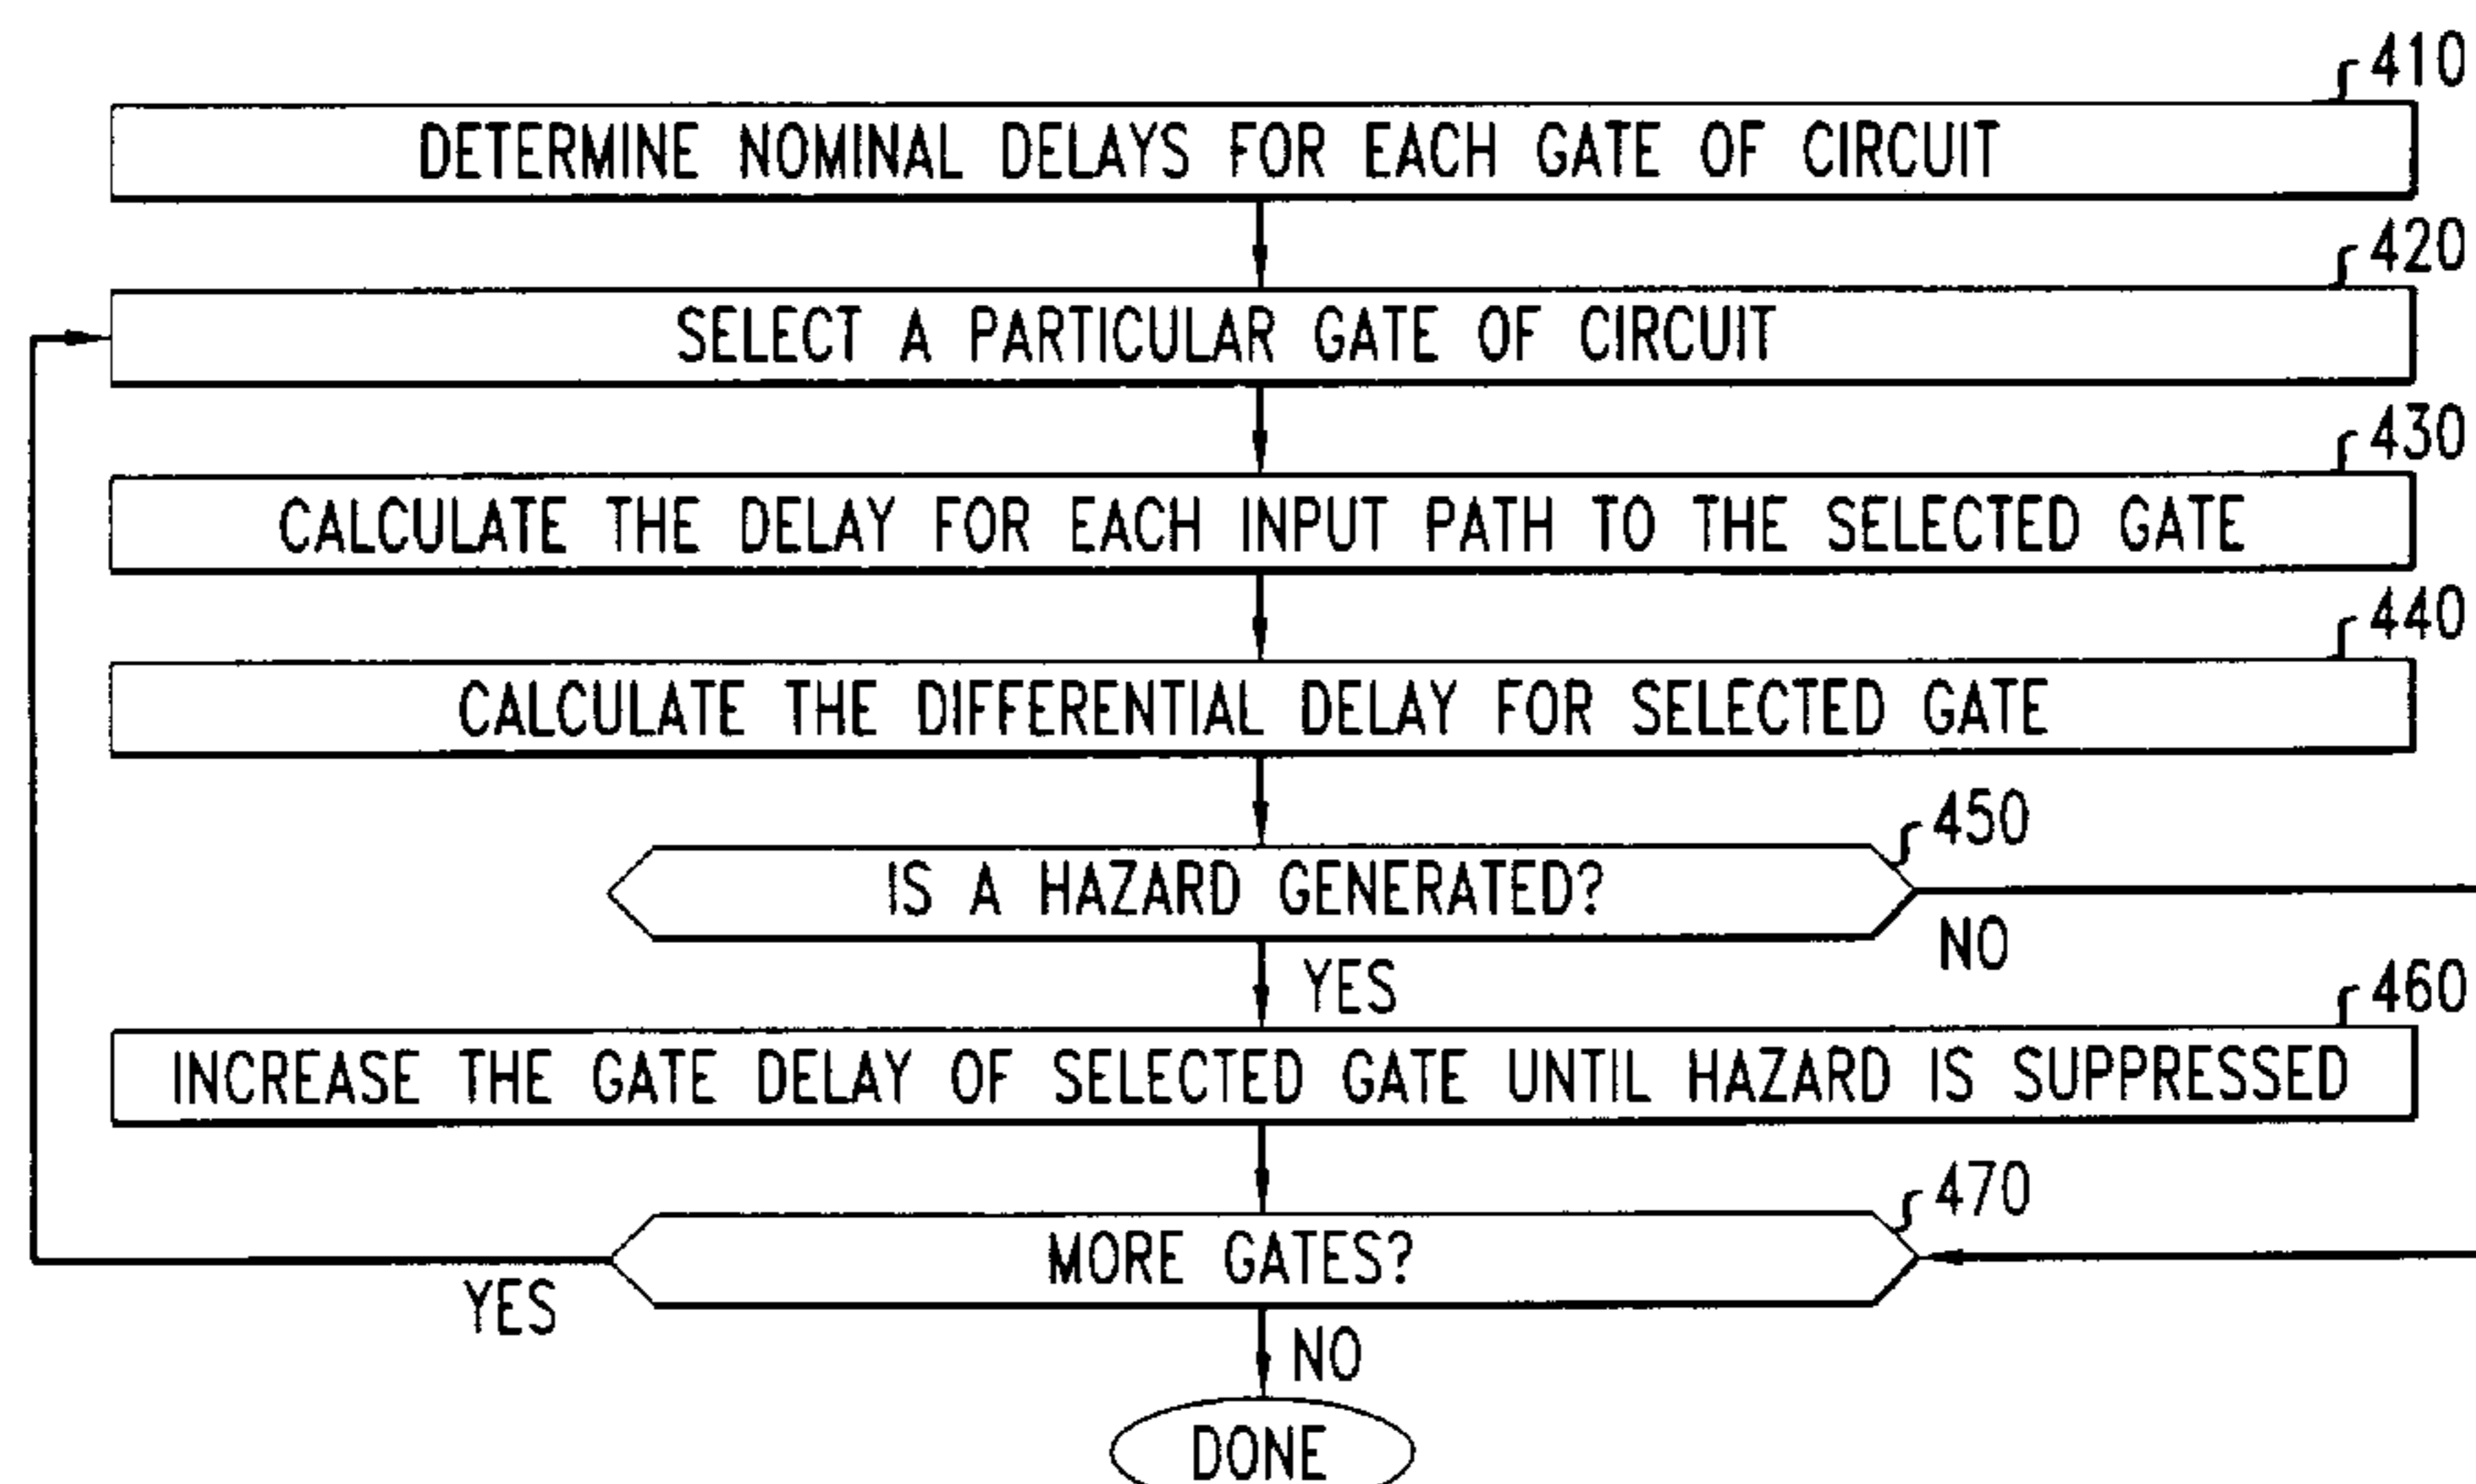 410
DETERMINE NOMINAL DELAYS FOR EACH GATE OF CIRCUIT
420
SELECT A PARTICULAR GATE OF CIRCUIT
430
CALCULATE THE DELAY FOR EACH INPUT PATH TO THE SELECTED GATE
440
CALCULATE THE DIFFERENTIAL DELAY FOR SELECTED GATE
450
IS A HAZARD GENERATED?
NO
YES
460
INCREASE THE GATE DELAY OF SELECTED GATE UNTIL HAZARD IS SUPPRESSED
470
MORE GATES?
YES
NO
DONE